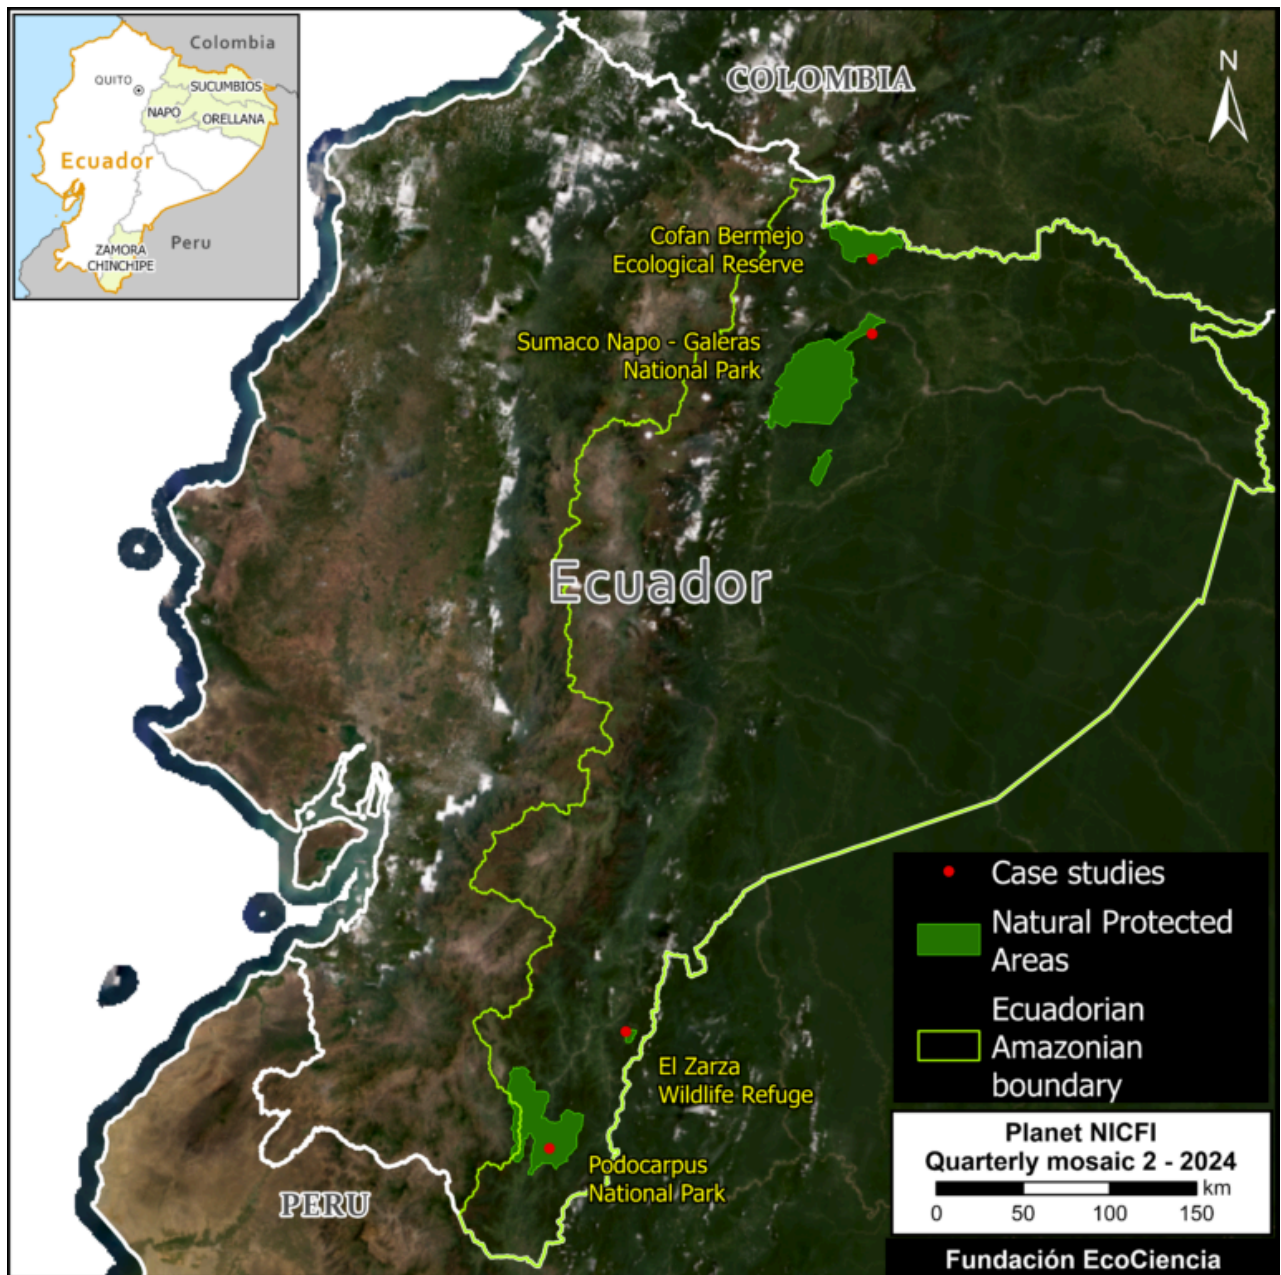 Colombia
QUITO
SUCUMBIOS
NAPO
ORELLANA
Ecuador
Peru
ZAMORA
CHINCHIPE
COLOMBIA
N
Cofan Bermejo
Ecological Reserve
Sumaco Napo - Galeras
National Park
Ecuador
El Zarza
Wildlife Refuge
Podocarpus
National Park
PERU
Case studies
Natural Protected
Areas
Ecuadorian
Amazonian
boundary
Planet NICFI
Quarterly mosaic 2 - 2024
km
0 50 100 150
Fundación EcoCiencia